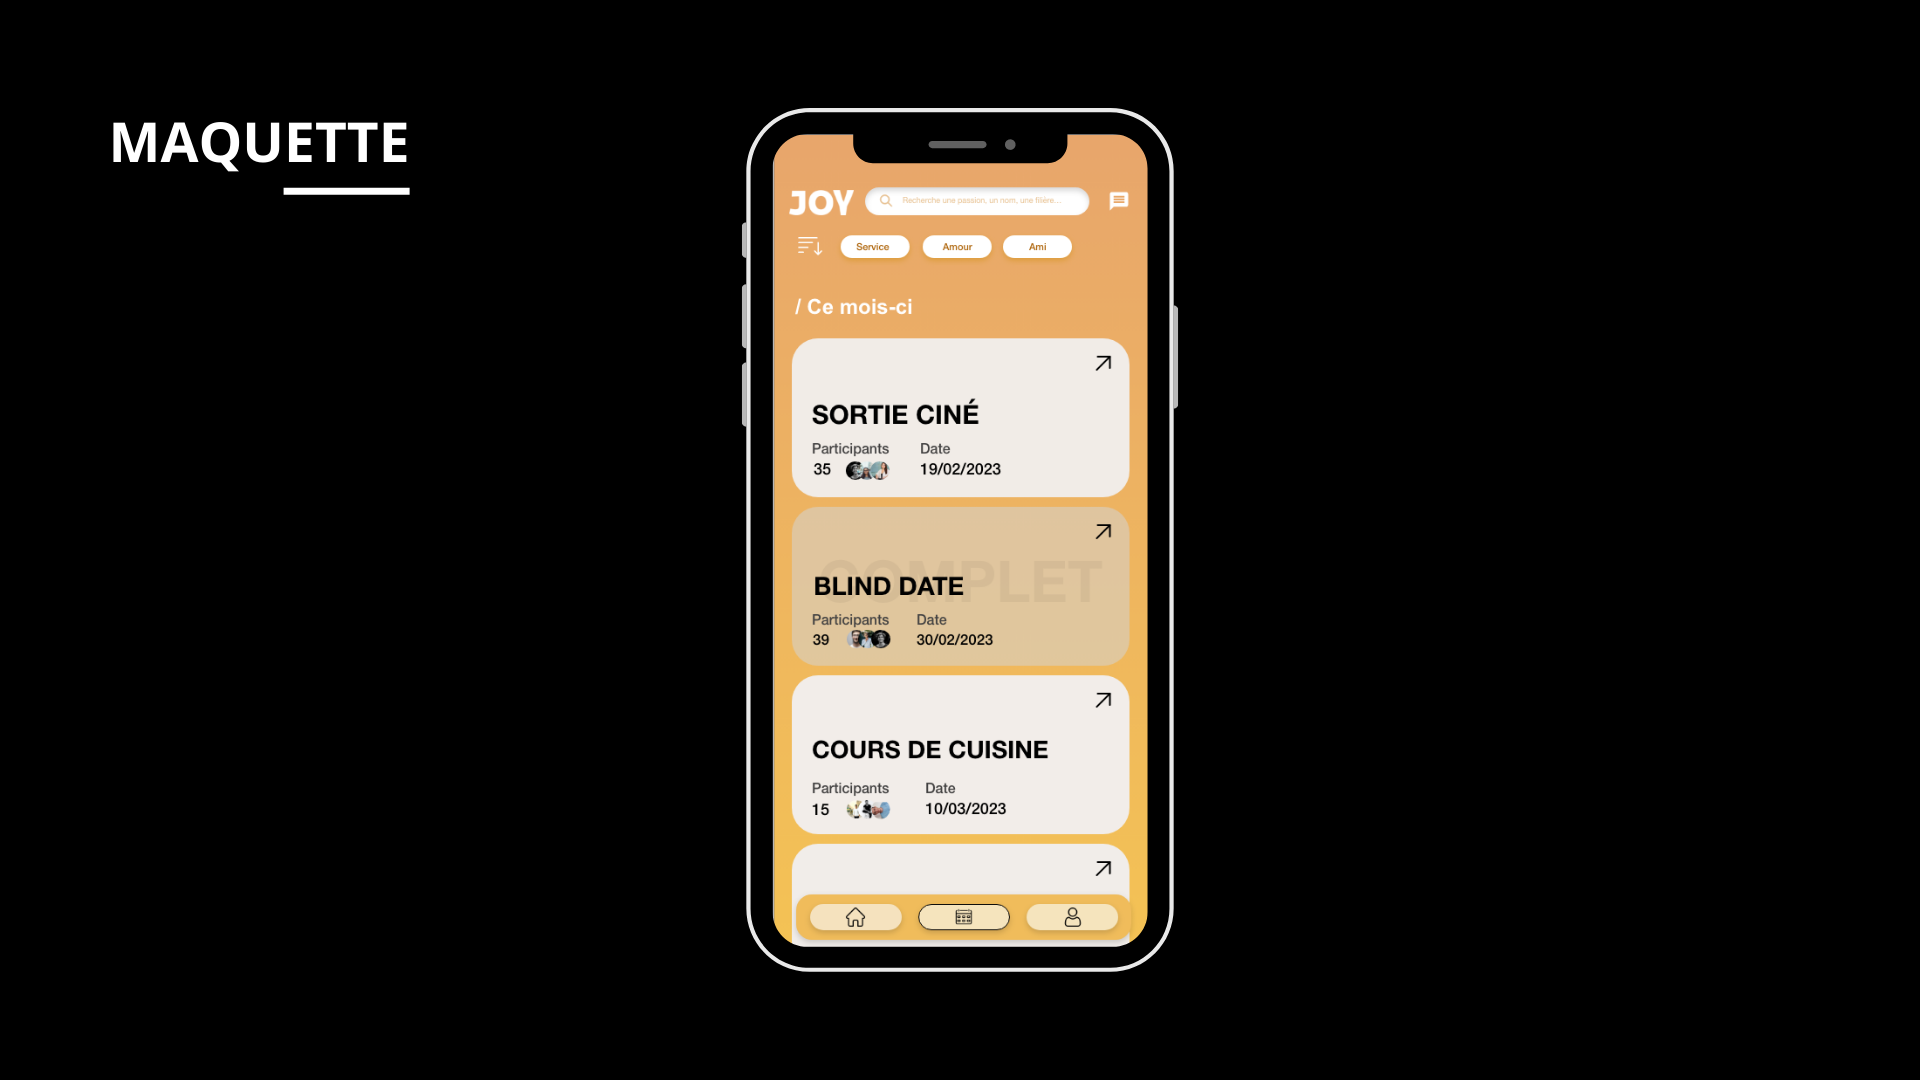 MAQUETTE
JOY
Recherche une passion, un nom, une filière...
Service
Amour
Ami
/ Ce mois-ci
SORTIE CINÉ
Participants Date
35 19/02/2023
COMPLET
BLIND DATE
Participants Date
39 30/02/2023
COURS DE CUISINE
Participants Date
15 10/03/2023